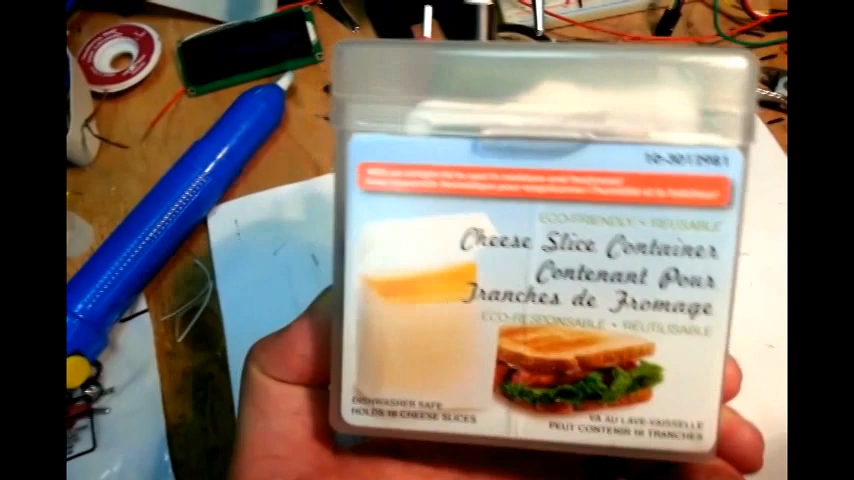 ECO-FRIENDLY • REUSABLE
Cheese Slice Container
Contenant Pour
Tranches de Fromage
ECO-RESPONSABLE • RÉUTILISABLE
DISHWASHER SAFE
HOLDS 18 CHEESE SLICES
VA AU LAVE-VAISSELLE
PEUT CONTENIR 18 TRANCHES